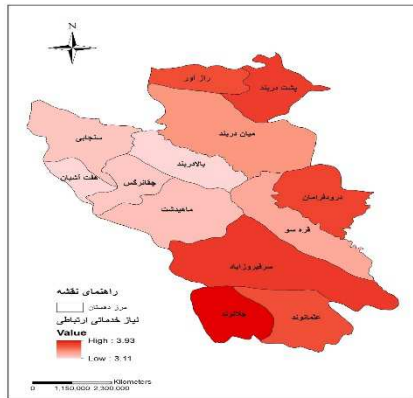 N
راز آور
پشت دربند
میان دربند
سنجابی
بالادربند
هفت آشیان
چقانرگس
ماهیدشت
درودفرامان
قره سو
سرفیروزآباد
جلالوند
عثمانوند
راهنمای نقشه
مرز دهستان
نیاز خدماتی ارتباطی
Value
High : 3.93
Low : 3.11
Kilometers
0 1,150,000 2,300,000